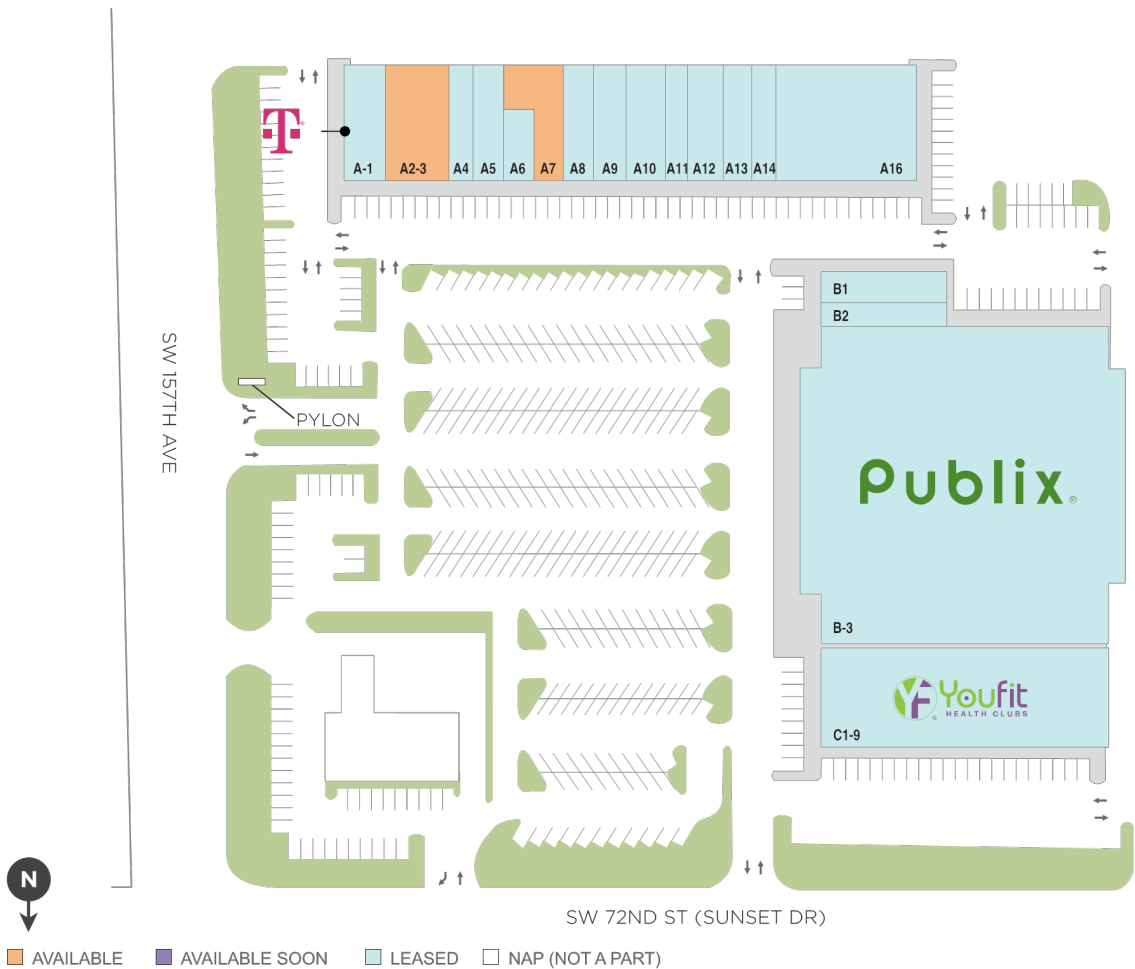 T
A-1
A2-3
A4
A5
A6
A7
A8
A9
A10
A11
A12
A13
A14
A16
B1
B2
SW 157TH AVE
PYLON
Publix®
B-3
YF® Youfit
HEALTH CLUBS
C1-9
N
SW 72ND ST (SUNSET DR)
AVAILABLE
AVAILABLE SOON
LEASED
NAP (NOT A PART)